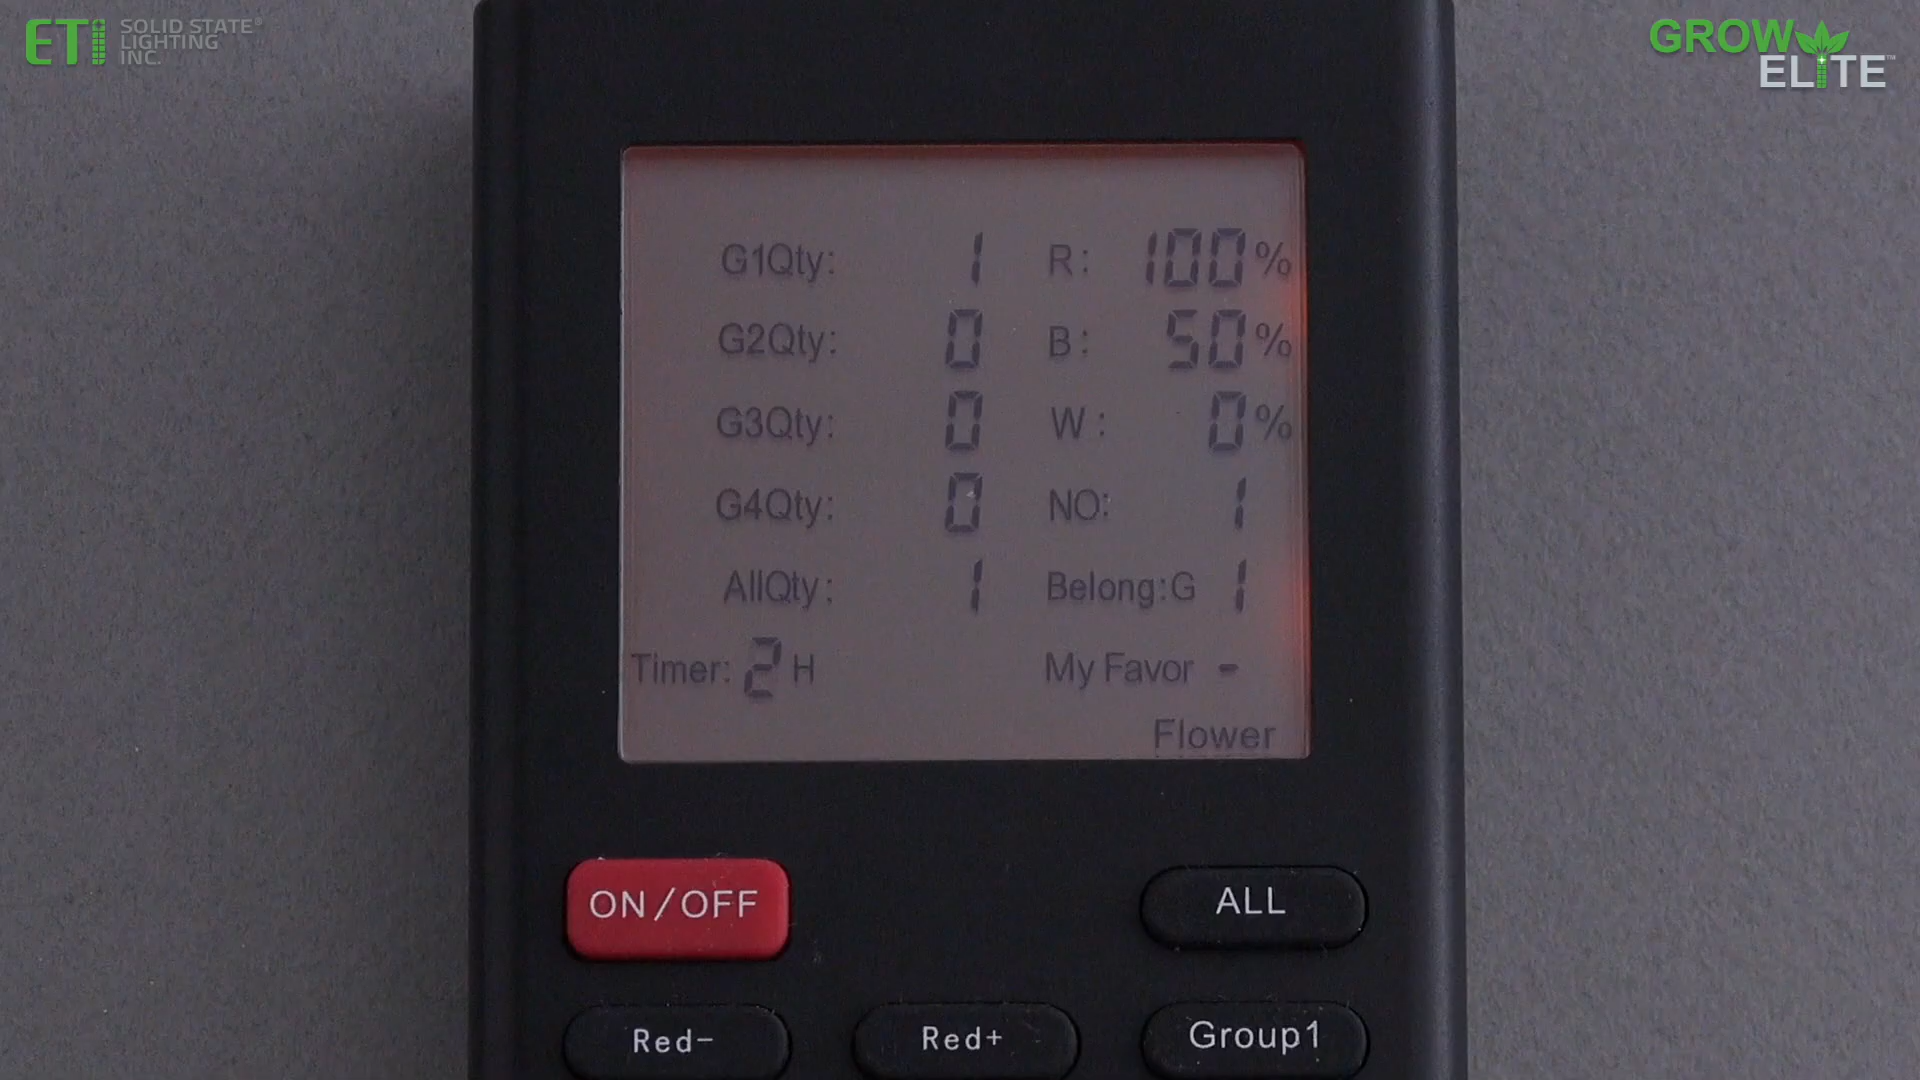 ETi SOLID STATE®
LIGHTING
INC.
GROW
ELITE™
G1Qty: 1 R: 100%
G2Qty: 0 B: 50%
G3Qty: 0 W: 0%
G4Qty: 0 NO: 1
AllQty: 1 Belong:G 1
Timer: 2 H My Favor -
Flower
ON/OFF ALL
Red- Red+ Group1